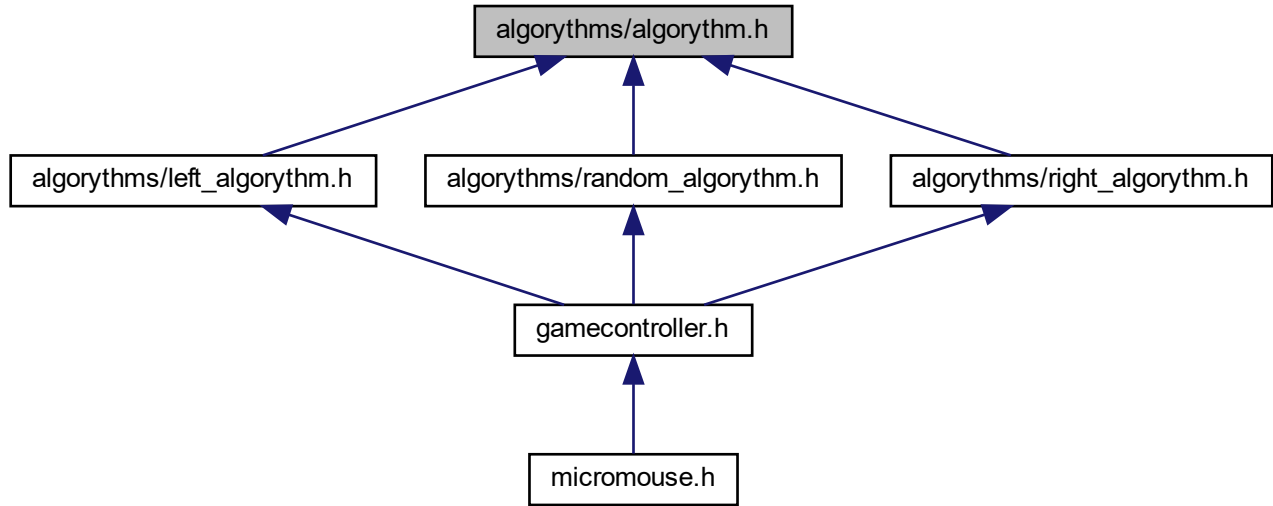 algorythms/algorythm.h
algorythms/left_algorythm.h
algorythms/random_algorythm.h
algorythms/right_algorythm.h
gamecontroller.h
micromouse.h